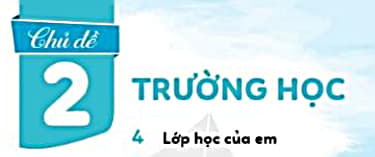 Chủ đề
2
TRƯỜNG HỌC
4 Lớp học của em